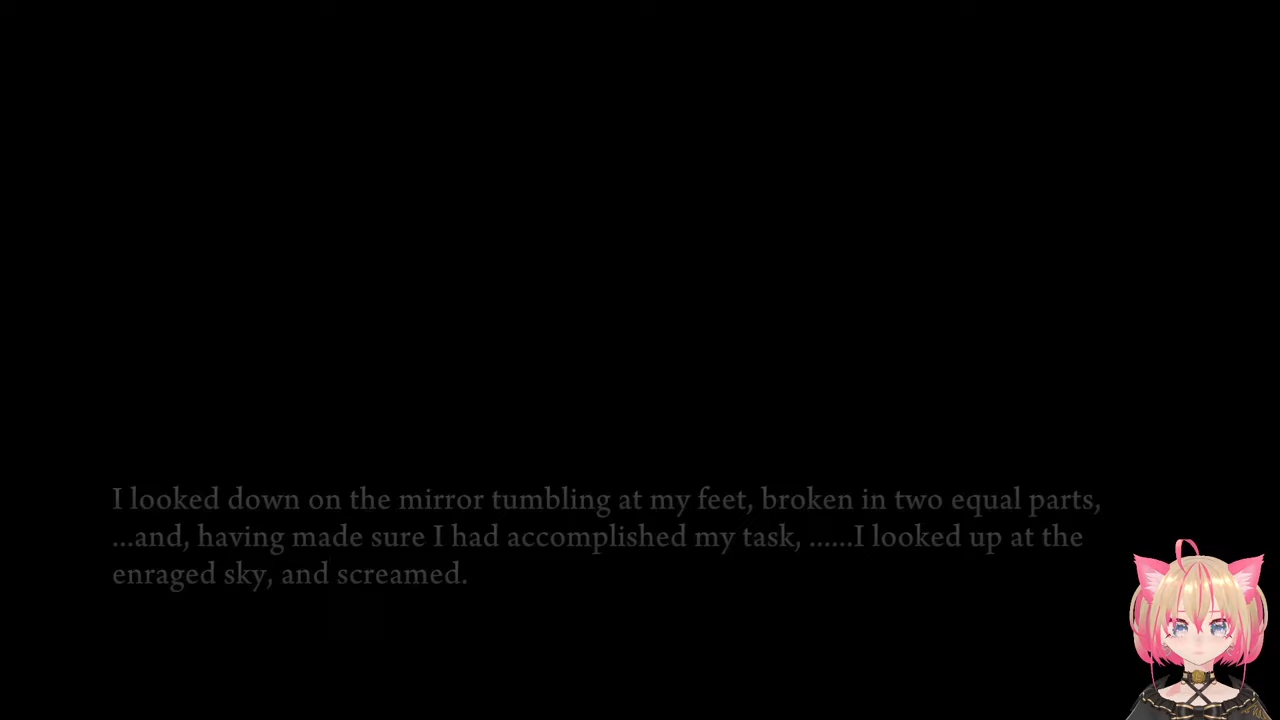 I looked down on the mirror tumbling at my feet, broken in two equal parts,
...and, having made sure I had accomplished my task, ......I looked up at the
enraged sky, and screamed.